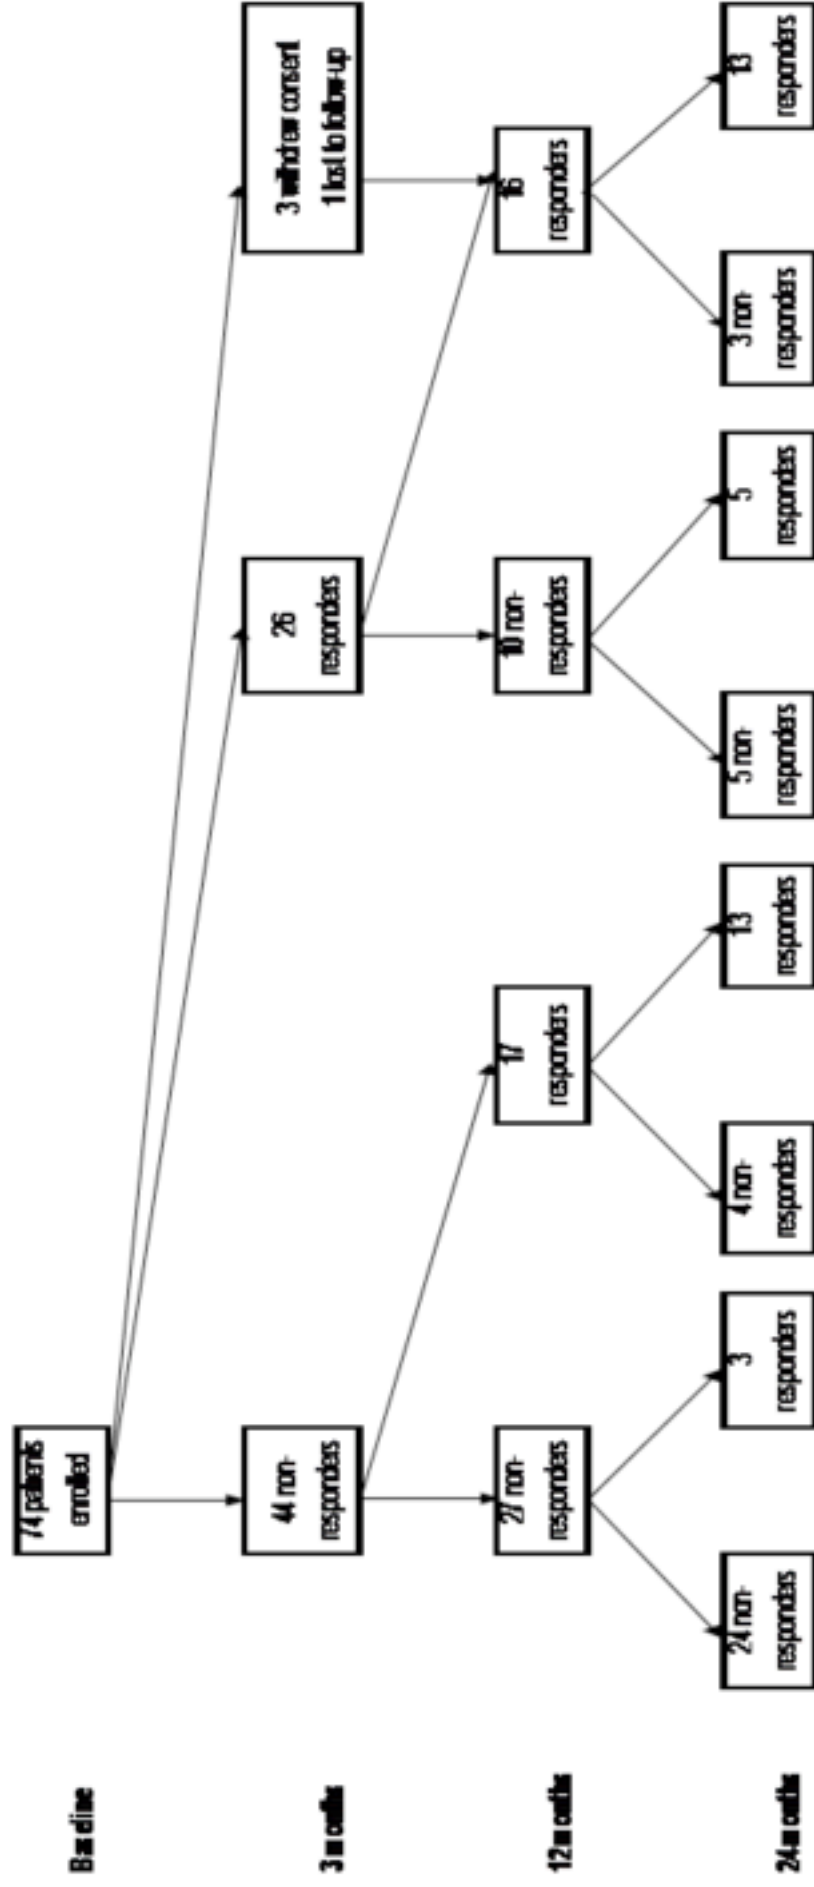 Baseline
74 patients
enrolled
3 months
44 non-
responders
26
responders
3 withdrew consent
1 lost to follow-up
12 months
27 non-
responders
17
responders
10 non-
responders
16
responders
24 months
24 non-
responders
3
responders
4 non-
responders
13
responders
5 non-
responders
5
responders
3 non-
responders
13
responders